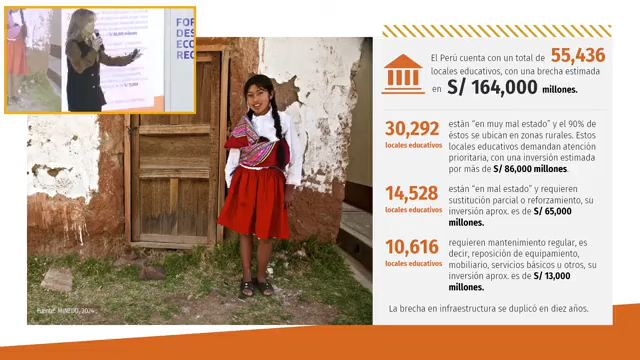 FOR
DES
ECO
REG
El Perú cuenta con un total de 55,436
locales educativos, con una brecha estimada
en S/ 164,000 millones.
30,292
locales educativos
están “en muy mal estado” y el 90% de
éstos se ubican en zonas rurales. Estos
locales educativos demandan atención
prioritaria, con una inversión estimada
por más de S/ 86,000 millones.
14,528
locales educativos
están “en mal estado” y requieren
sustitución parcial o reforzamiento, su
inversión aprox. es de S/ 65,000
millones.
10,616
locales educativos
requieren mantenimiento regular, es
decir, reposición de equipamiento,
mobiliario, servicios básicos u otros, su
inversión aprox. es de S/ 13,000
millones.
La brecha en infraestructura se duplicó en diez años.
Fuente: MINEDU, 2024